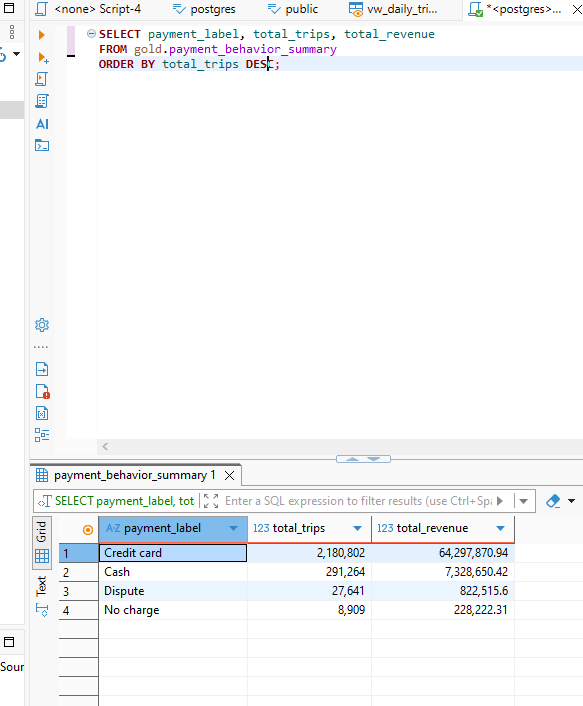 <none> Script-4
postgres
public
vw_daily_tri...
*<postgres>...
SELECT payment_label, total_trips, total_revenue
FROM gold.payment_behavior_summary
ORDER BY total_trips DESC;
AI
payment_behavior_summary 1
SELECT payment_label, tot
Enter a SQL expression to filter results (use Ctrl+Spa
Grid
Text
A-Z payment_label 123 total_trips 123 total_revenue
1 Credit card 2,180,802 64,297,870.94
2 Cash 291,264 7,328,650.42
3 Dispute 27,641 822,515.6
4 No charge 8,909 228,222.31
Sour